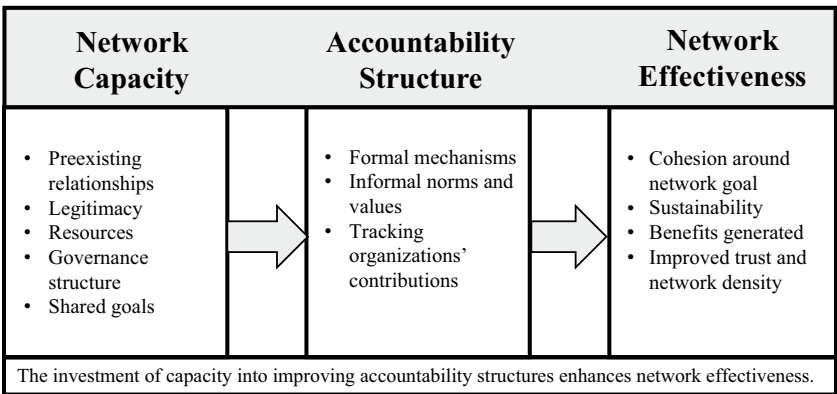 Network
Capacity
Accountability
Structure
Network
Effectiveness
• Preexisting
relationships
• Legitimacy
• Resources
• Governance
structure
• Shared goals
• Formal mechanisms
• Informal norms and
values
• Tracking
organizations’
contributions
• Cohesion around
network goal
• Sustainability
• Benefits generated
• Improved trust and
network density
The investment of capacity into improving accountability structures enhances network effectiveness.